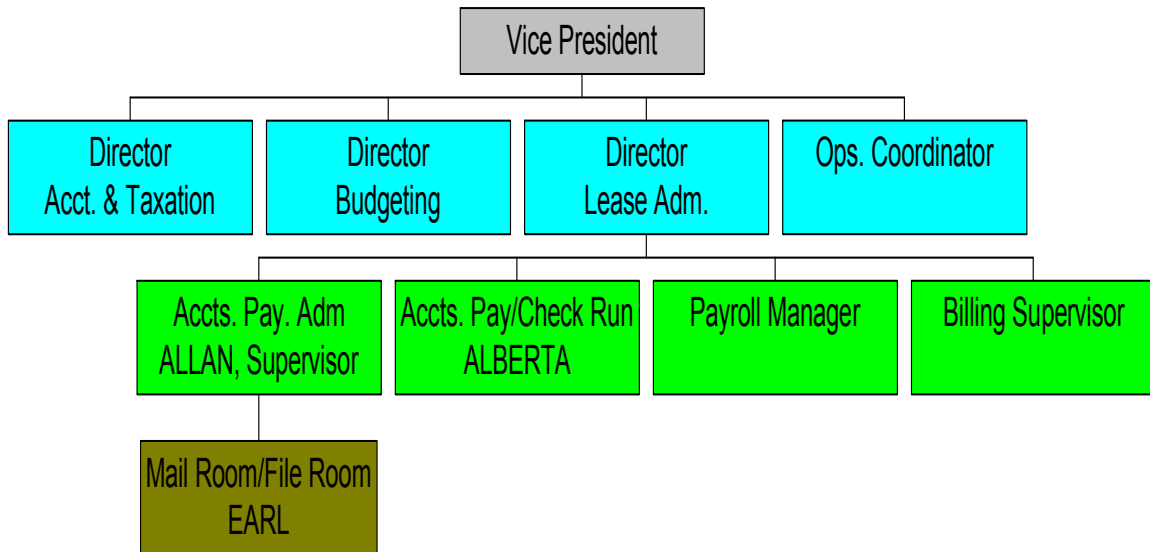 Vice President
Director
Acct. & Taxation
Director
Budgeting
Director
Lease Adm.
Ops. Coordinator
Accts. Pay. Adm
ALLAN, Supervisor
Accts. Pay/Check Run
ALBERTA
Payroll Manager
Billing Supervisor
Mail Room/File Room
EARL